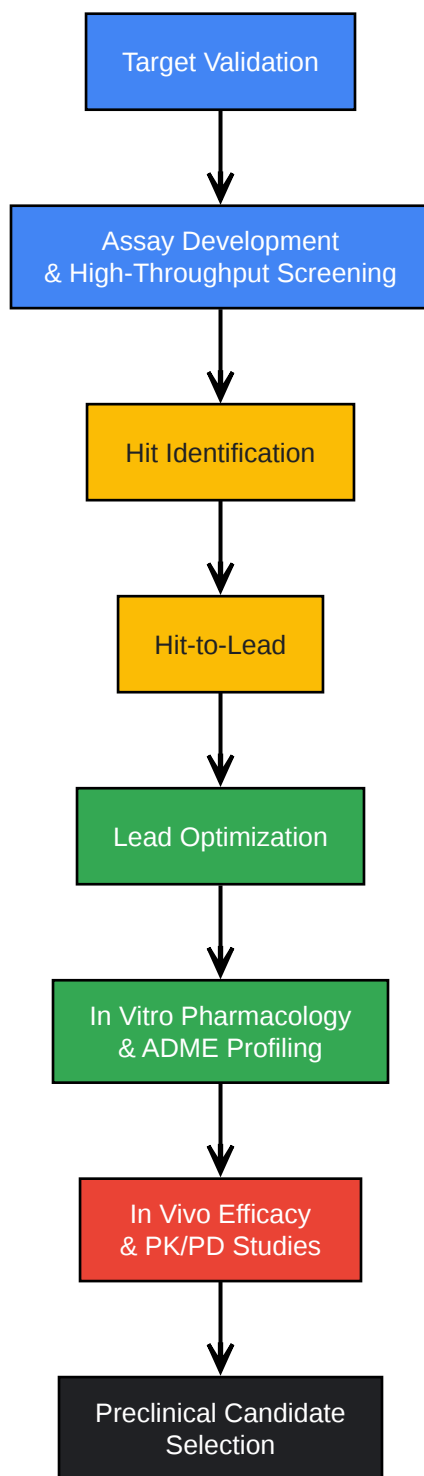 Target Validation
Assay Development
& High-Throughput Screening
Hit Identification
Hit-to-Lead
Lead Optimization
In Vitro Pharmacology
& ADME Profiling
In Vivo Efficacy
& PK/PD Studies
Preclinical Candidate
Selection